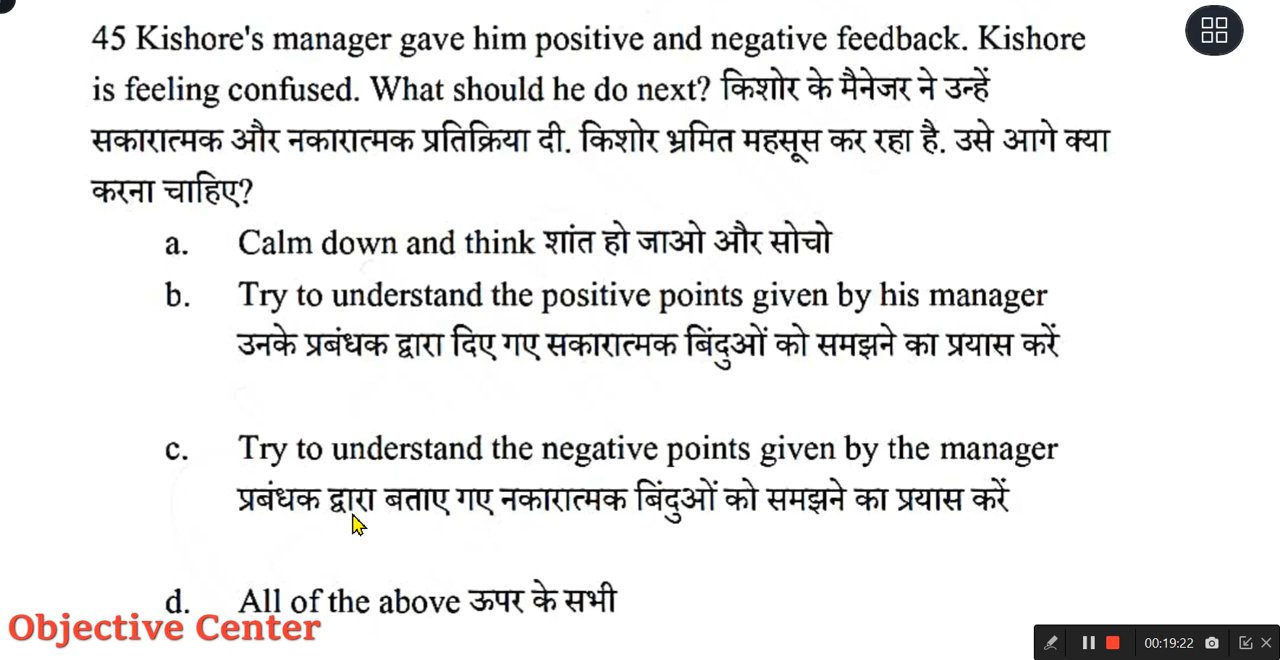 45 Kishore's manager gave him positive and negative feedback. Kishore
is feeling confused. What should he do next? किशोर के मैनेजर ने उन्हें
सकारात्मक और नकारात्मक प्रतिक्रिया दी. किशोर भ्रमित महसूस कर रहा है. उसे आगे क्या
करना चाहिए?
a. Calm down and think शांत हो जाओ और सोचो
b. Try to understand the positive points given by his manager
उनके प्रबंधक द्वारा दिए गए सकारात्मक बिंदुओं को समझने का प्रयास करें
c. Try to understand the negative points given by the manager
प्रबंधक द्वारा बताए गए नकारात्मक बिंदुओं को समझने का प्रयास करें
d. All of the above ऊपर के सभी
Objective Center
00:19:22